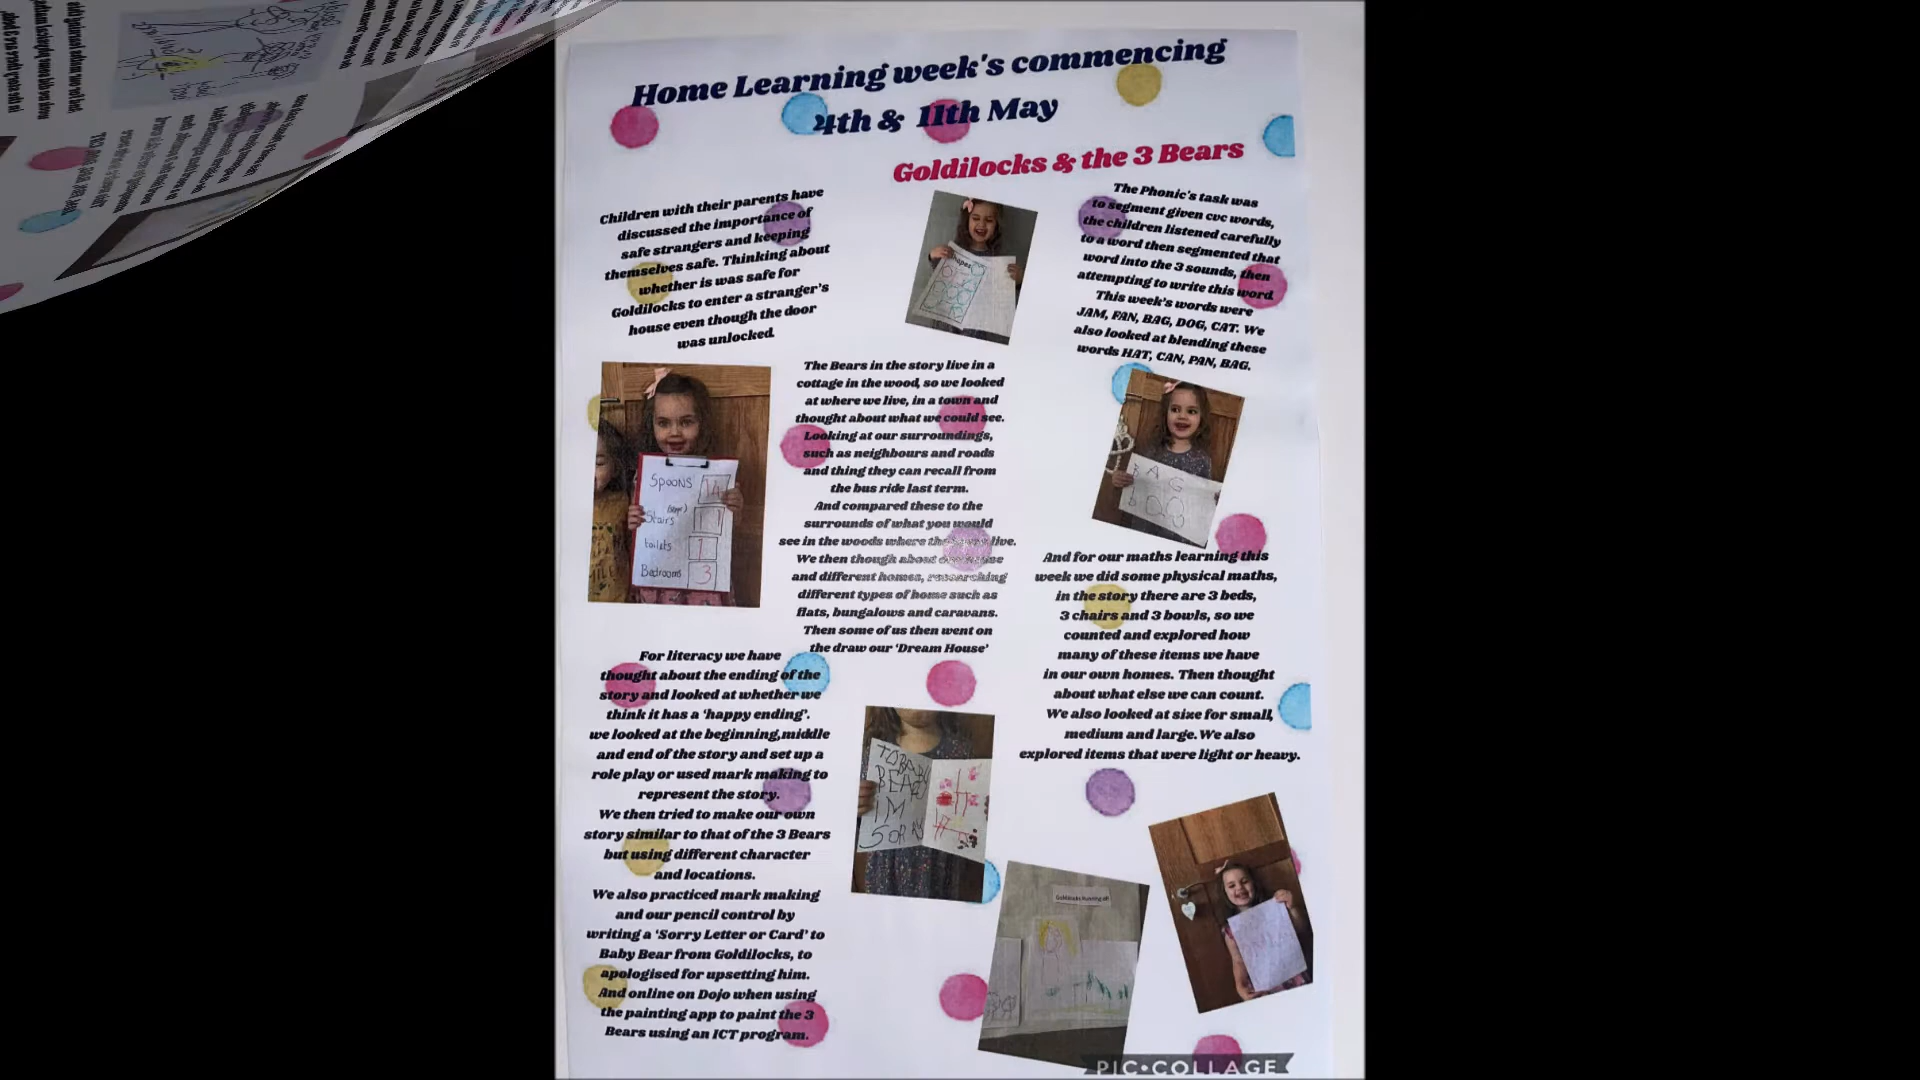 Home Learning week's commencing
4th & 11th May
Goldilocks & the 3 Bears
Children with their parents have
discussed the importance of
safe strangers and keeping
themselves safe. Thinking about
whether is was safe for
Goldilocks to enter a stranger's
house even though the door
was unlocked.
The Phonic's task was
to segment given cvc words,
the children listened carefully
to a word then segmented that
word into the 3 sounds, then
attempting to write this word.
This week's words were
JAM, FAN, BAG, DOG, CAT. We
also looked at blending these
words HAT, CAN, PAN, BAG.
Spoons 14
Stairs
toilets 1
Bedrooms 3
The Bears in the story live in a
cottage in the wood, so we looked
at where we live, in a town and
thought about what we could see.
Looking at our surroundings,
such as neighbours and roads
and thing they can recall from
the bus ride last term.
And compared these to the
surrounds of what you would
see in the woods where the live.
We then though about
and different homes, researching
different types of home such as
flats, bungalows and caravans.
Then some of us then went on
the draw our 'Dream House'
BAG
And for our maths learning this
week we did some physical maths,
in the story there are 3 beds,
3 chairs and 3 bowls, so we
counted and explored how
many of these items we have
in our own homes. Then thought
about what else we can count.
We also looked at size for small,
medium and large. We also
explored items that were light or heavy.
For literacy we have
thought about the ending of the
story and looked at whether we
think it has a 'happy ending'.
we looked at the beginning,middle
and end of the story and set up a
role play or used mark making to
represent the story.
We then tried to make our own
story similar to that of the 3 Bears
but using different character
and locations.
We also practiced mark making
and our pencil control by
writing a 'Sorry Letter or Card' to
Baby Bear from Goldilocks, to
apologised for upsetting him.
And online on Dojo when using
the painting app to paint the 3
Bears using an ICT program.
TO BABY
BEAR
IM
SORRY
Goldilocks Running off
PIC•COLLAGE